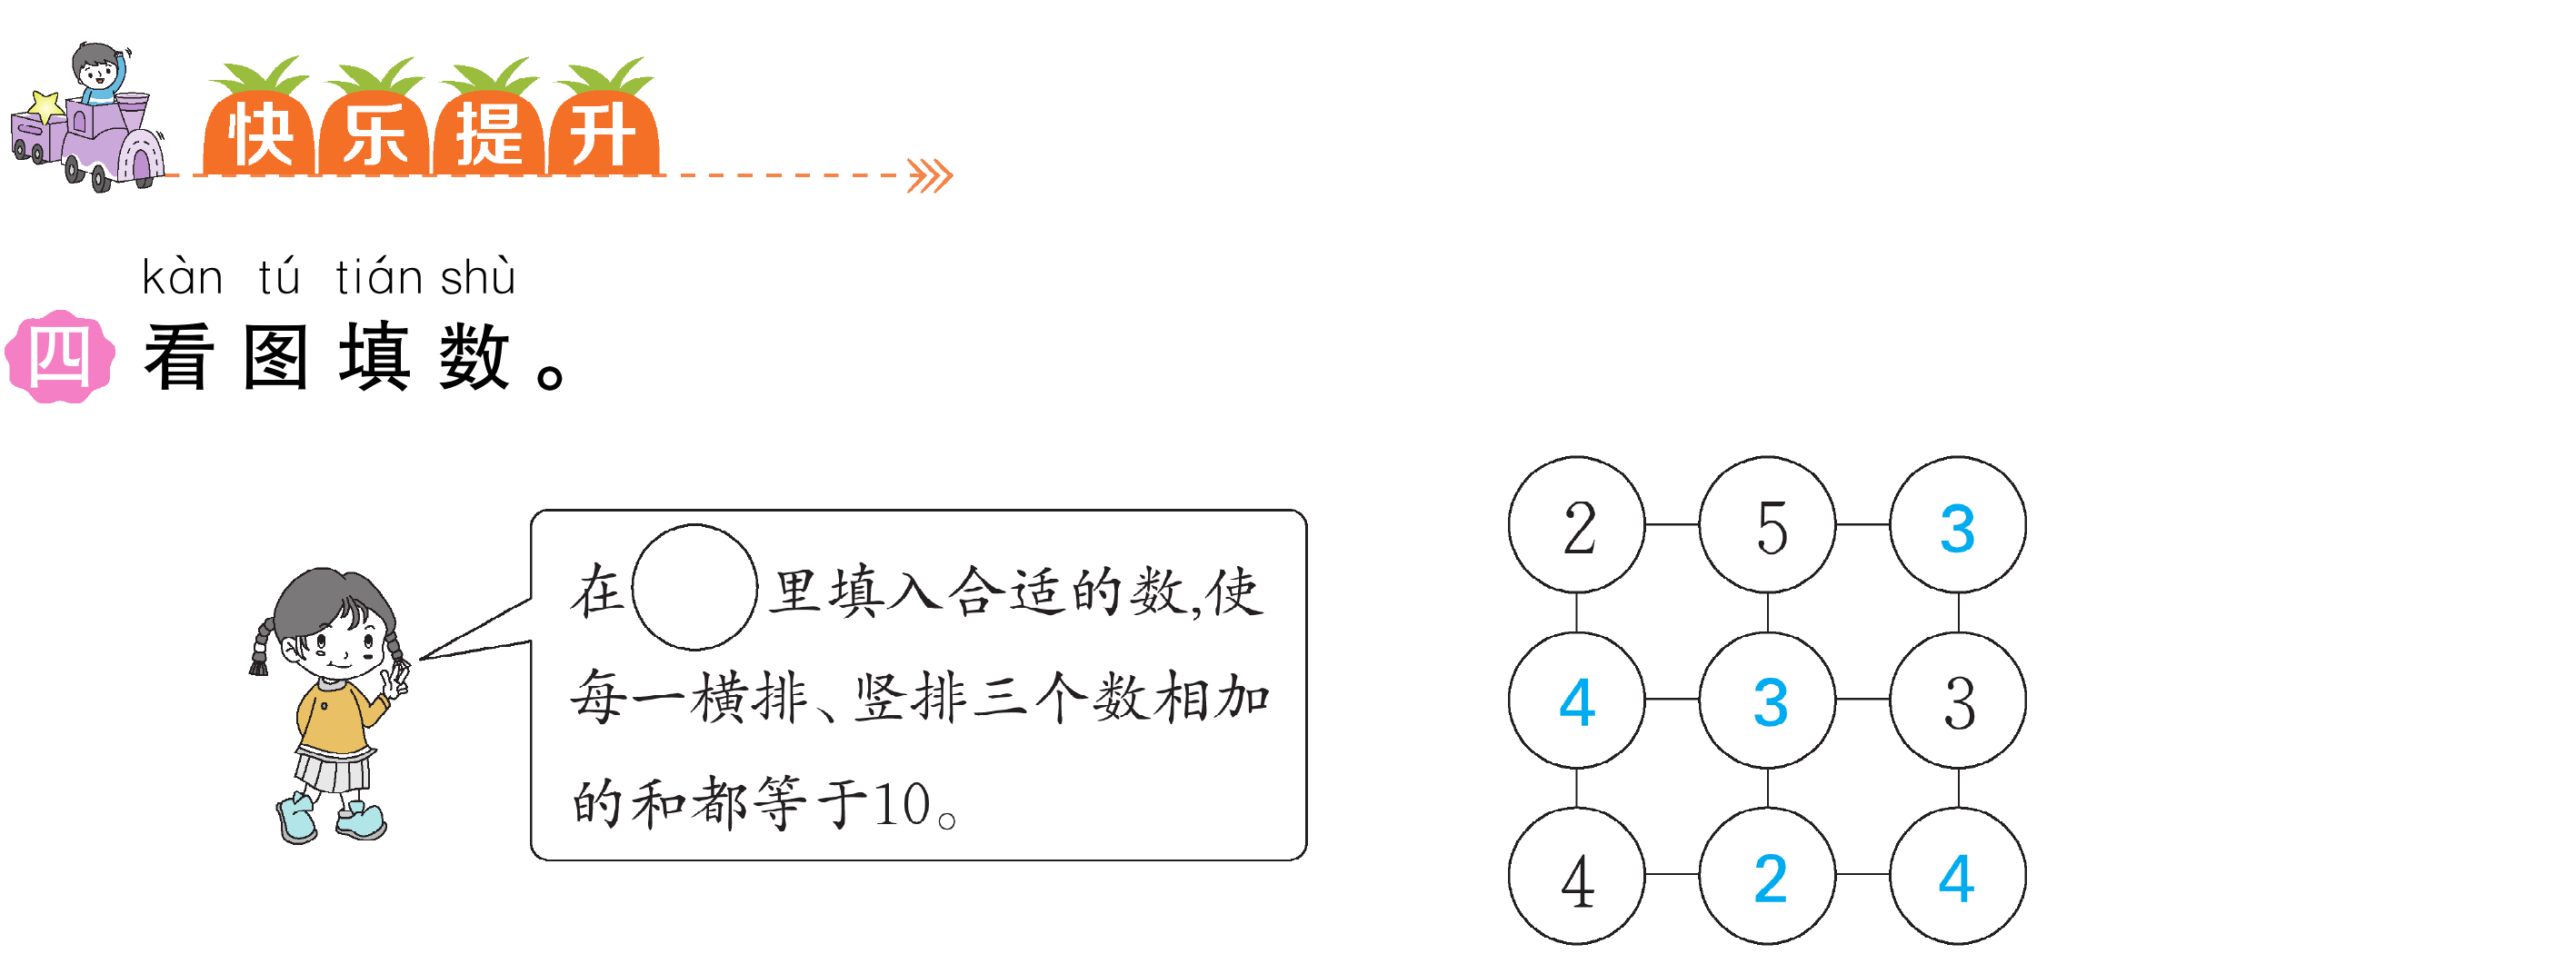 快乐提升
kàn tú tián shù
四 看图填数。
在○里填入合适的数,使
每一横排、竖排三个数相加
的和都等于10。
2 5 3
4 3 3
4 2 4